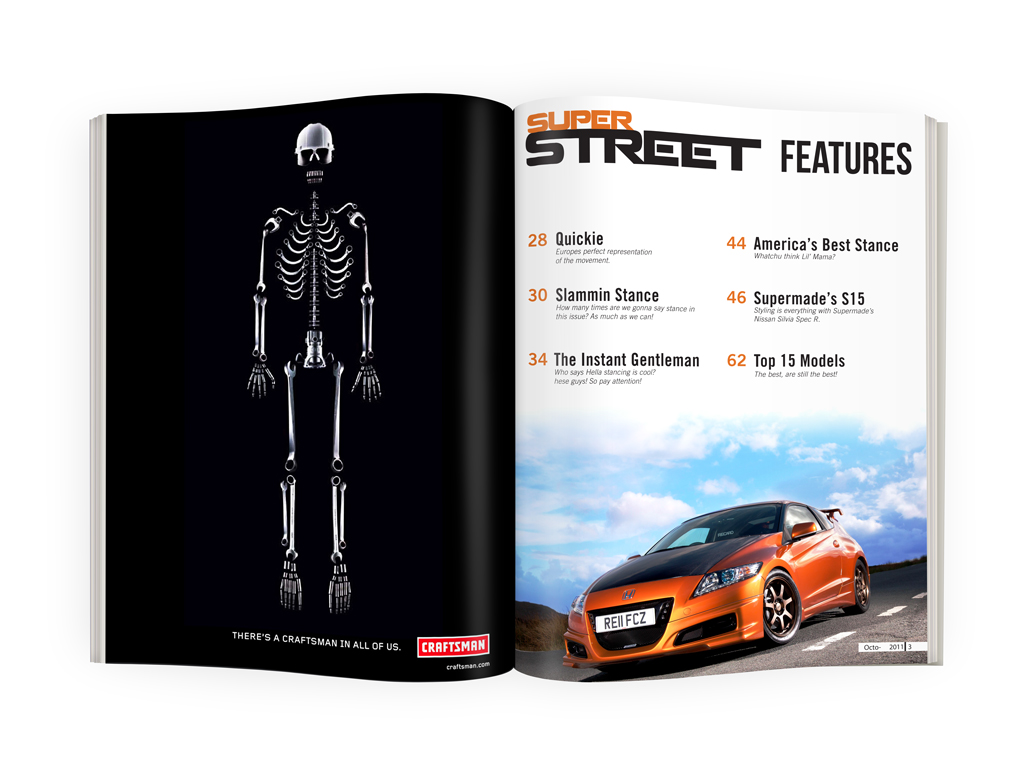 THERE'S A CRAFTSMAN IN ALL OF US.
CRAFTSMAN
craftsman.com
SUPER
STREET FEATURES
28 Quickie
Europes perfect representation
of the movement.
30 Slammin Stance
How many times are we gonna say stance in
this issue? As much as we can!
34 The Instant Gentleman
Who says Hella stancing is cool?
hese guys! So pay attention!
44 America's Best Stance
Whatchu think Lil' Mama?
46 Supermade's S15
Styling is everything with Supermade's
Nissan Silvia Spec R.
62 Top 15 Models
The best, are still the best!
RE11 FCZ
Octo- 2011 3